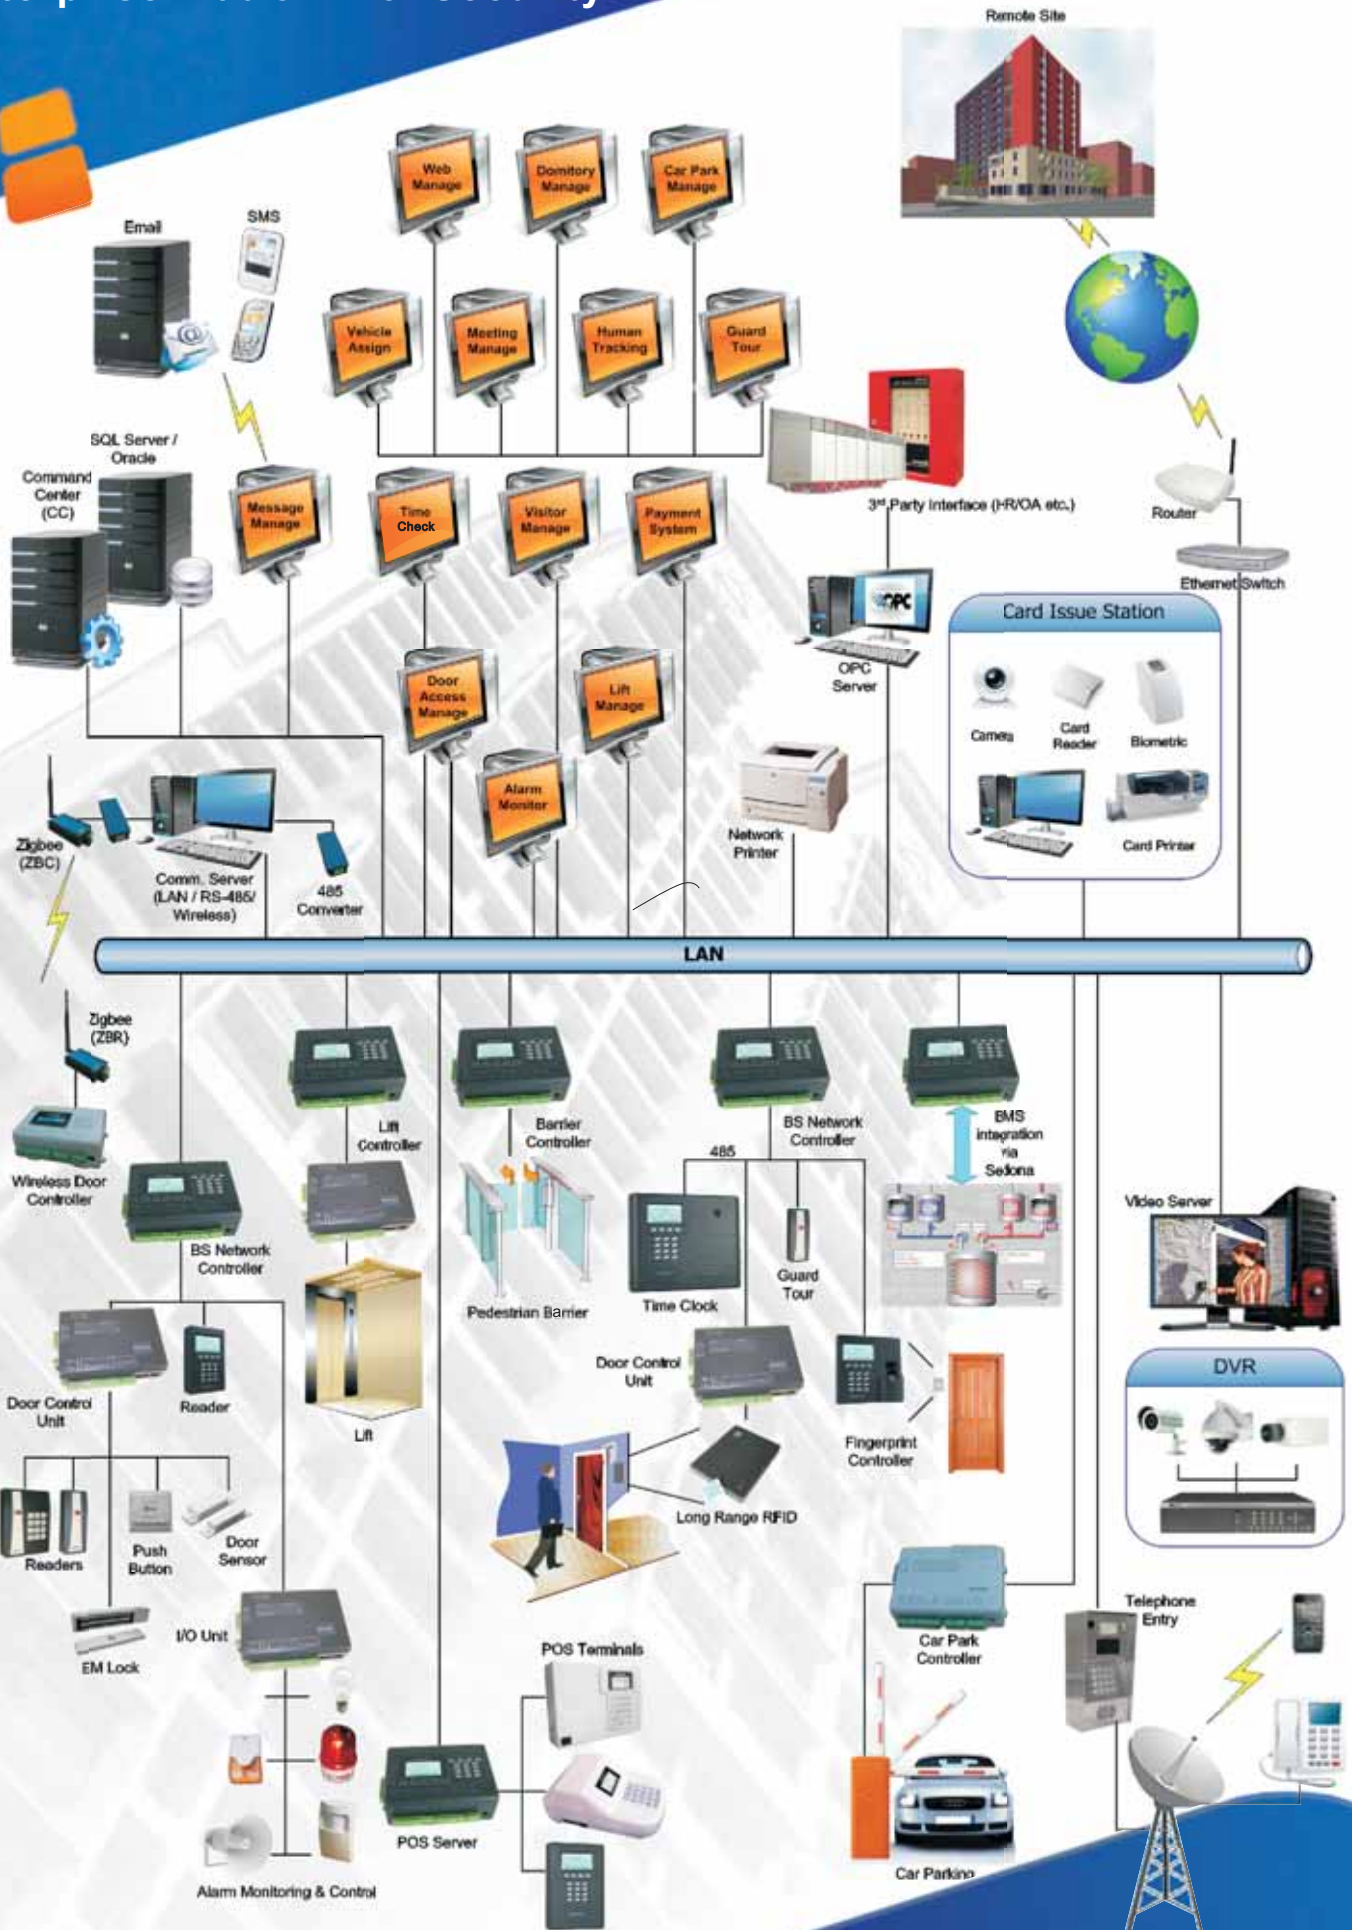 Remote Site
Web
Manage
Domitory
Manage
Car Park
Manage
Email
SMS
Vehicle
Assign
Meeting
Manage
Human
Tracking
Guard
Tour
SQL Server /
Oracle
Command
Center
(CC)
Message
Manage
Time
Check
Visitor
Manage
Payment
System
3rd Party Interface (HR/OA etc.)
Router
Ethernet Switch
OPC
OPC
Server
Card Issue Station
Camera
Card
Reader
Biometric
Card Printer
Door
Access
Manage
Lift
Manage
Alarm
Monitor
Network
Printer
Zigbee
(ZBC)
Comm. Server
(LAN / RS-485/
Wireless)
485
Converter
LAN
Zigbee
(ZBR)
Wireless Door
Controller
BS Network
Controller
Lift
Controller
Barrier
Controller
BS Network
Controller
BMS
integration
via
Sedona
485
Pedestrian Barrier
Time Clock
Guard
Tour
Video Server
Door Control
Unit
Reader
Lift
Door Control
Unit
Fingerprint
Controller
DVR
Long Range RFID
Readers
Push
Button
Door
Sensor
EM Lock
I/O Unit
POS Terminals
Car Park
Controller
Telephone
Entry
POS Server
Car Parking
Alarm Monitoring & Control